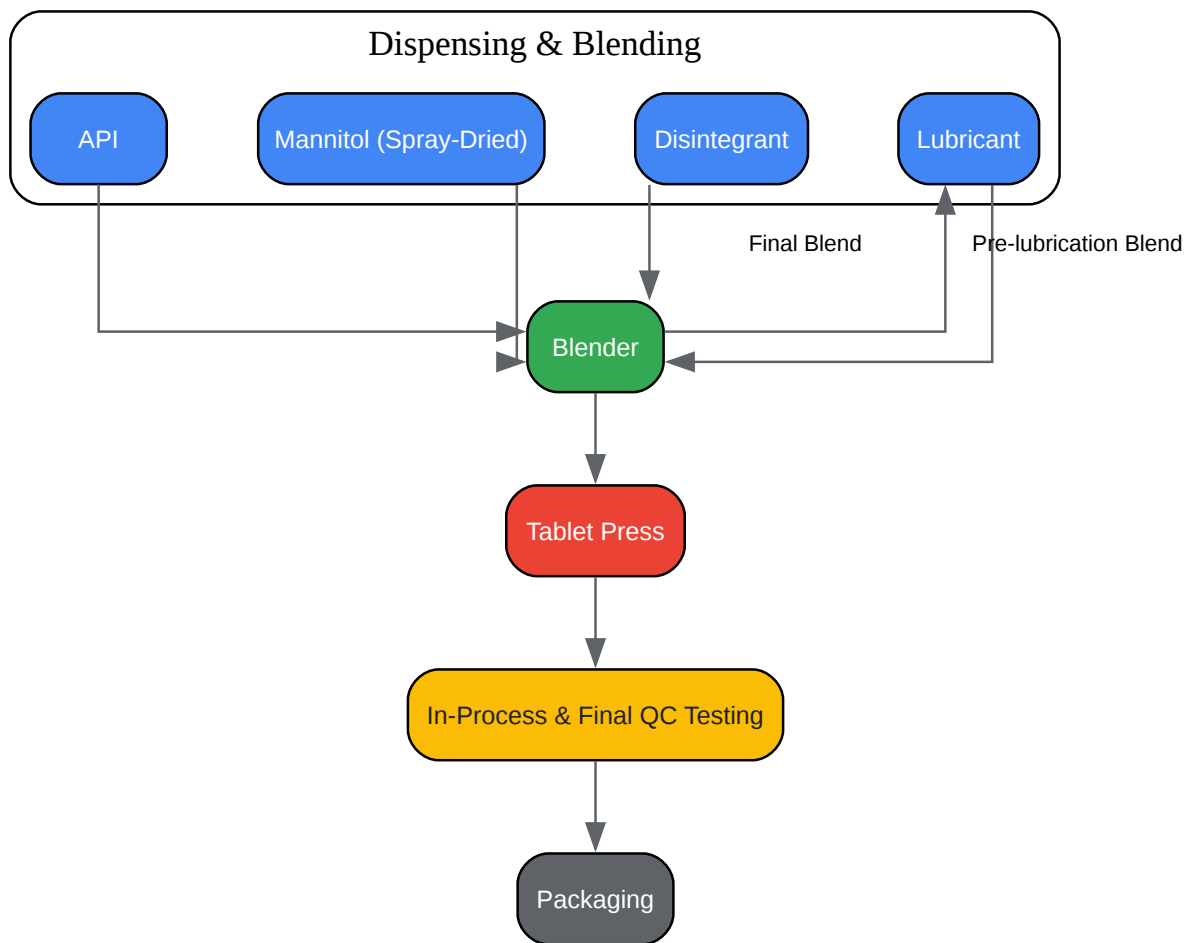 Dispensing & Blending
API
Mannitol (Spray-Dried)
Disintegrant
Lubricant
Final Blend
Pre-lubrication Blend
Blender
Tablet Press
In-Process & Final QC Testing
Packaging